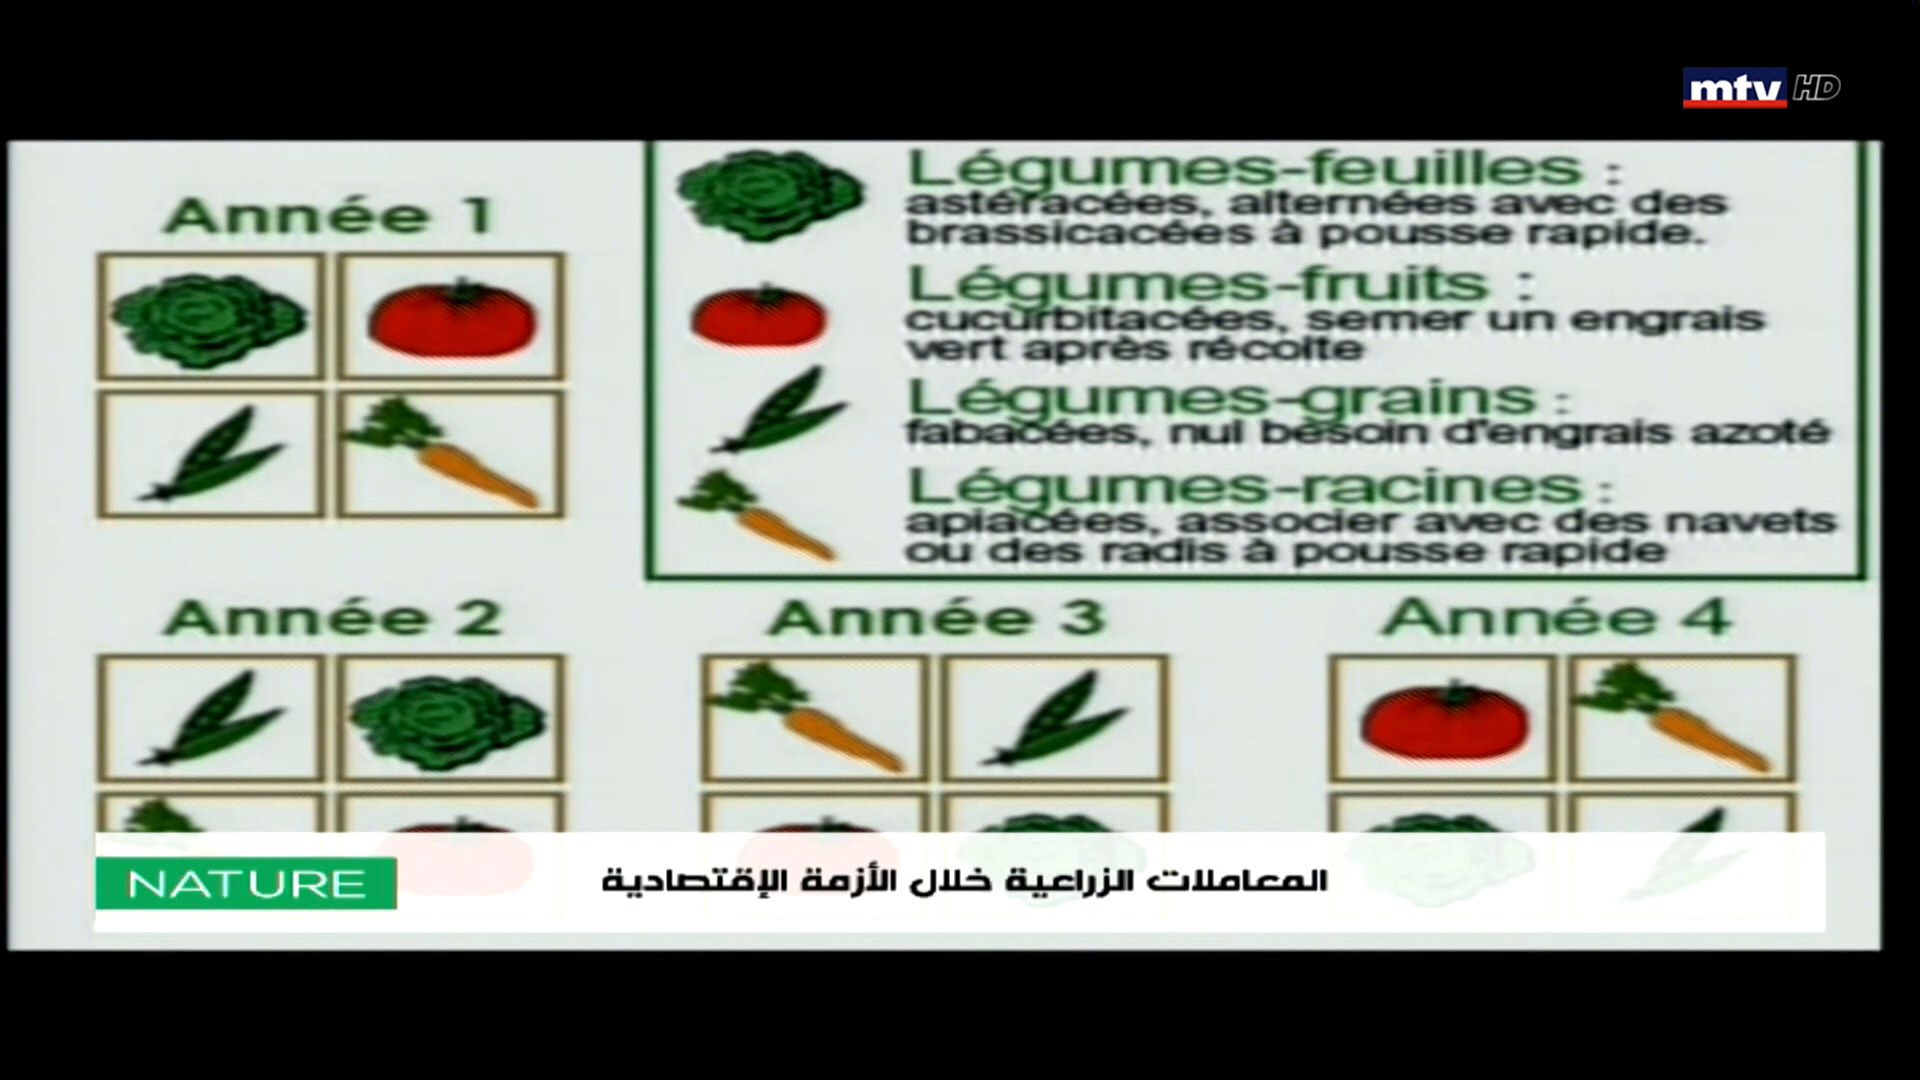 mtv HD
Année 1
Légumes-feuilles :
astéracées, alternées avec des
brassicacées à pousse rapide.
Légumes-fruits :
cucurbitacées, semer un engrais
vert après récolte
Légumes-grains :
fabacées, nul besoin d'engrais azoté
Légumes-racines :
apiacées, associer avec des navets
ou des radis à pousse rapide
Année 2
Année 3
Année 4
NATURE
المعاملات الزراعية خلال الأزمة الإقتصادية